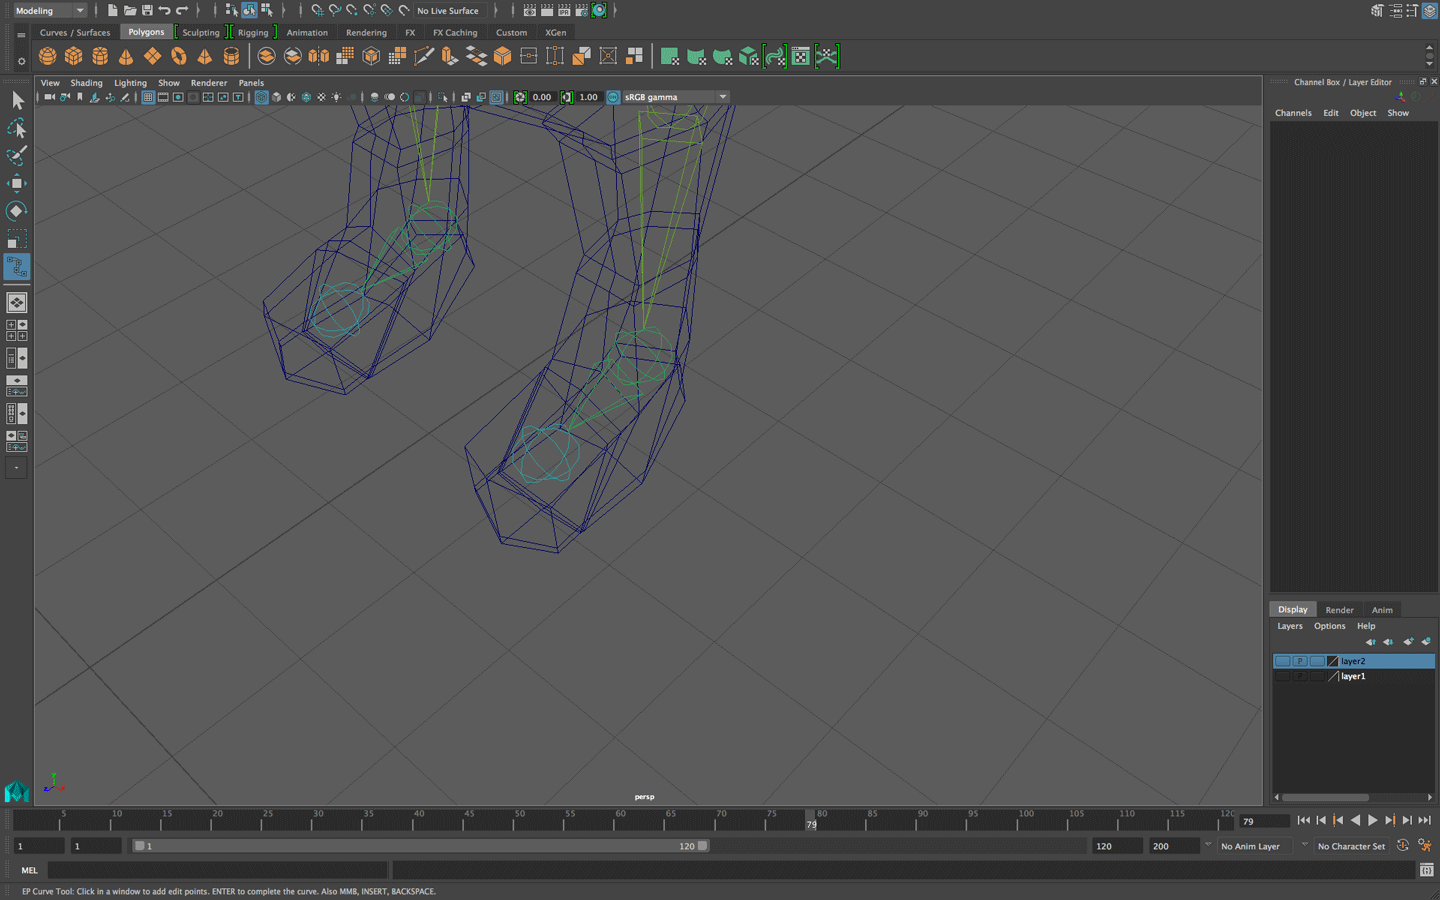 Modeling
No Live Surface
Curves / Surfaces Polygons Sculpting Rigging Animation Rendering FX FX Caching Custom XGen
View Shading Lighting Show Renderer Panels
0.00 1.00 sRGB gamma
Channel Box / Layer Editor
Channels Edit Object Show
Display Render Anim
Layers Options Help
P layer2
P layer1
persp
5 10 15 20 25 30 35 40 45 50 55 60 65 70 75 80 85 90 95 100 105 110 115 120
79
79
1 1 1 120 120 200 No Anim Layer No Character Set
MEL
EP Curve Tool: Click in a window to add edit points. ENTER to complete the curve. Also MMB, INSERT, BACKSPACE.